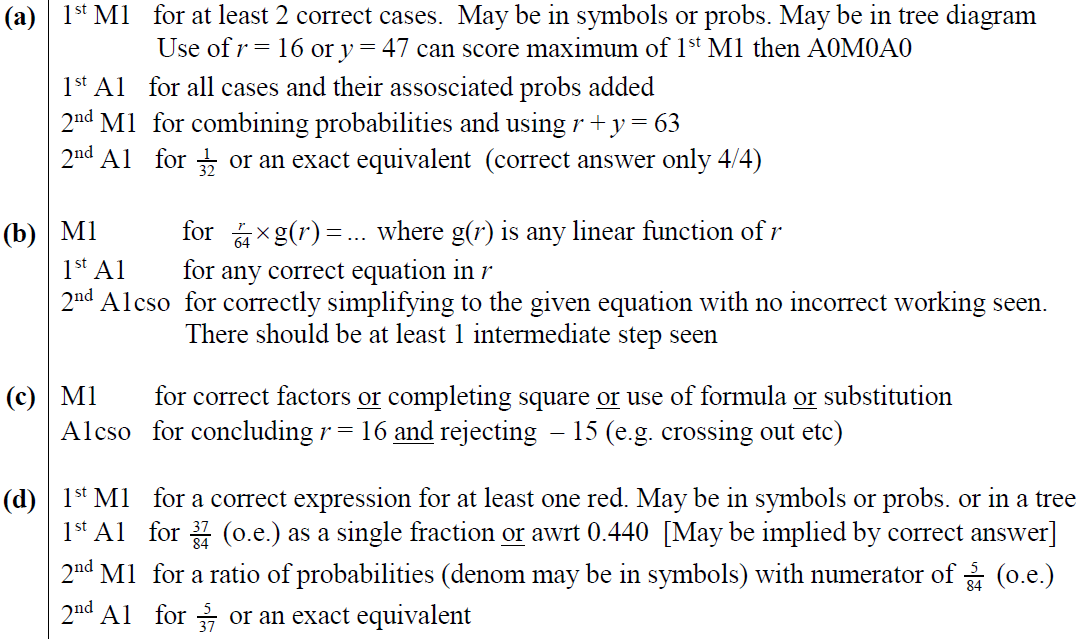 (a) 1st M1 for at least 2 correct cases. May be in symbols or probs. May be in tree diagram
Use of r = 16 or y = 47 can score maximum of 1st M1 then A0M0A0
1st A1 for all cases and their assosciated probs added
2nd M1 for combining probabilities and using r + y = 63
2nd A1 for 1/32 or an exact equivalent (correct answer only 4/4)
(b) M1 for r/64 × g(r) = ... where g(r) is any linear function of r
1st A1 for any correct equation in r
2nd A1cso for correctly simplifying to the given equation with no incorrect working seen.
There should be at least 1 intermediate step seen
(c) M1 for correct factors or completing square or use of formula or substitution
A1cso for concluding r = 16 and rejecting – 15 (e.g. crossing out etc)
(d) 1st M1 for a correct expression for at least one red. May be in symbols or probs. or in a tree
1st A1 for 37/84 (o.e.) as a single fraction or awrt 0.440 [May be implied by correct answer]
2nd M1 for a ratio of probabilities (denom may be in symbols) with numerator of 5/84 (o.e.)
2nd A1 for 5/37 or an exact equivalent